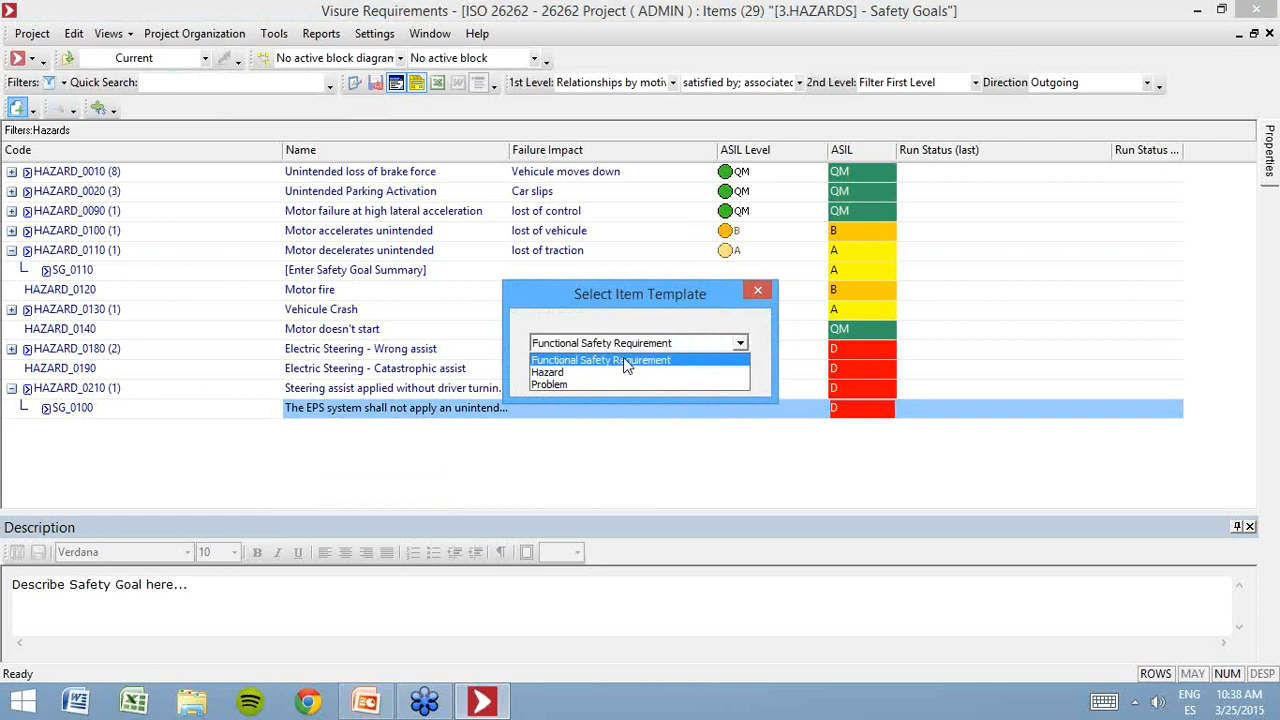 Visure Requirements - [ISO 26262 - 26262 Project ( ADMIN ) : Items (29) "[3.HAZARDS] - Safety Goals"]
Project Edit Views Project Organization Tools Reports Settings Window Help
Current No active block diagram No active block
Filters: Quick Search: 1st Level: Relationships by motiv satisfied by; associatec 2nd Level: Filter First Level Direction Outgoing
Filters:Hazards
Properties
Code Name Failure Impact ASIL Level ASIL Run Status (last) Run Status ...
HAZARD_0010 (8) Unintended loss of brake force Vehicule moves down QM QM
HAZARD_0020 (3) Unintended Parking Activation Car slips QM QM
HAZARD_0090 (1) Motor failure at high lateral acceleration lost of control QM QM
HAZARD_0100 (1) Motor accelerates unintended lost of vehicule B B
HAZARD_0110 (1) Motor decelerates unintended lost of traction A A
SG_0110 [Enter Safety Goal Summary] A
HAZARD_0120 Motor fire B
HAZARD_0130 (1) Vehicule Crash A
HAZARD_0140 Motor doesn't start QM
HAZARD_0180 (2) Electric Steering - Wrong assist D
HAZARD_0190 Electric Steering - Catastrophic assist D
HAZARD_0210 (1) Steering assist applied without driver turnin... D
SG_0100 The EPS system shall not apply an unintend... D
Select Item Template
Functional Safety Requirement
Functional Safety Requirement
Hazard
Problem
Description
Verdana 10 B I U
Describe Safety Goal here...
Ready ROWS MAY NUM DESP
ENG 10:38 AM
ES 3/25/2015